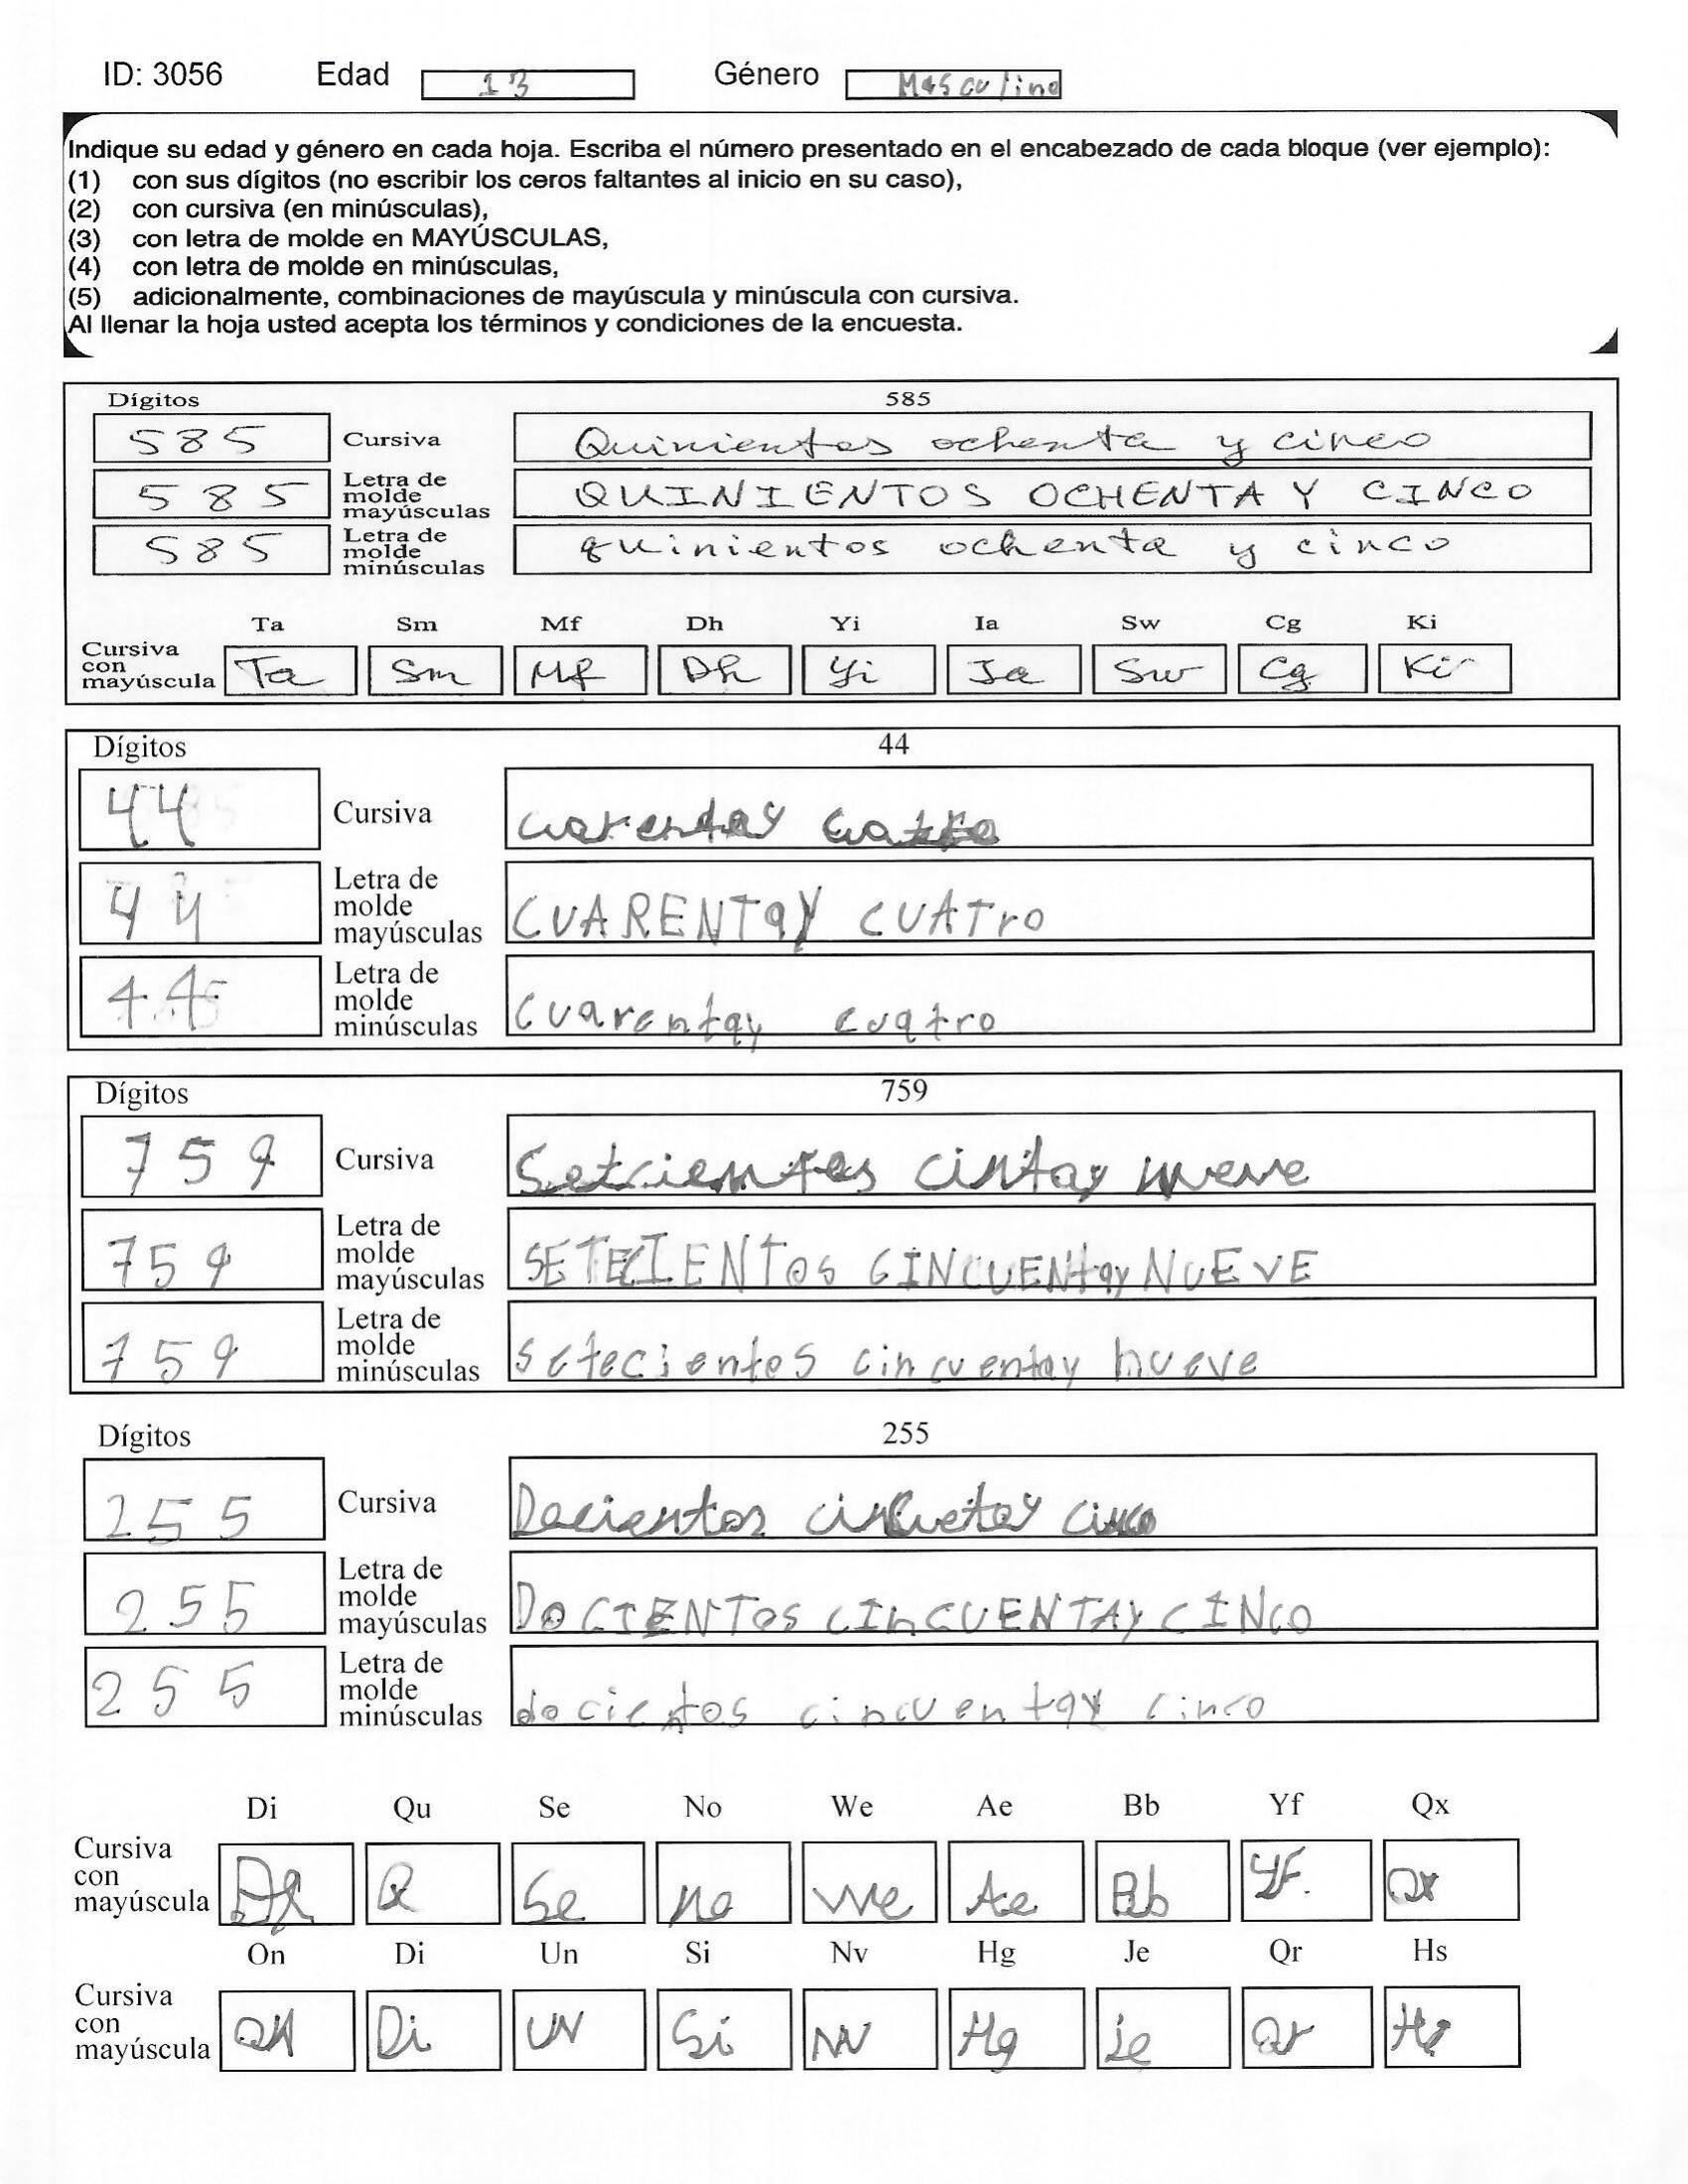 ID: 3056 Edad 13 Género Masculino
Indique su edad y género en cada hoja. Escriba el número presentado en el encabezado de cada bloque (ver ejemplo):
(1) con sus dígitos (no escribir los ceros faltantes al inicio en su caso),
(2) con cursiva (en minúsculas),
(3) con letra de molde en MAYÚSCULAS,
(4) con letra de molde en minúsculas,
(5) adicionalmente, combinaciones de mayúscula y minúscula con cursiva.
Al llenar la hoja usted acepta los términos y condiciones de la encuesta.
Dígitos 585
585 Cursiva Quinientos ochenta y cinco
585 Letra de molde mayúsculas QUINIENTOS OCHENTA Y CINCO
585 Letra de molde minúsculas quinientos ochenta y cinco
Ta Sm Mf Dh Yi Ia Sw Cg Ki
Cursiva con mayúscula Ta Sm Mf Dh Yi Ia Sw Cg Ki
Dígitos 44
44 Cursiva cuarentay cuatro
44 Letra de molde mayúsculas CUARENTaY CUATro
44 Letra de molde minúsculas cuarentay cuatro
Dígitos 759
759 Cursiva Setcientos cintay nueve
759 Letra de molde mayúsculas SETECIENTos CINCUENtay NUEVE
759 Letra de molde minúsculas setecientos cincuentay nueve
Dígitos 255
255 Cursiva Docientos cincuetay cinco
255 Letra de molde mayúsculas DoCIENTos CInCUENTAy CINCO
255 Letra de molde minúsculas docientos cincuentay cinco
Di Qu Se No We Ae Bb Yf Qx
Cursiva con mayúscula Q Se No We Ae Bb Yf. Qx
On Di Un Si Nv Hg Je Qr Hs
Cursiva con mayúscula On Di UN Si NV Hg je Qr Hs